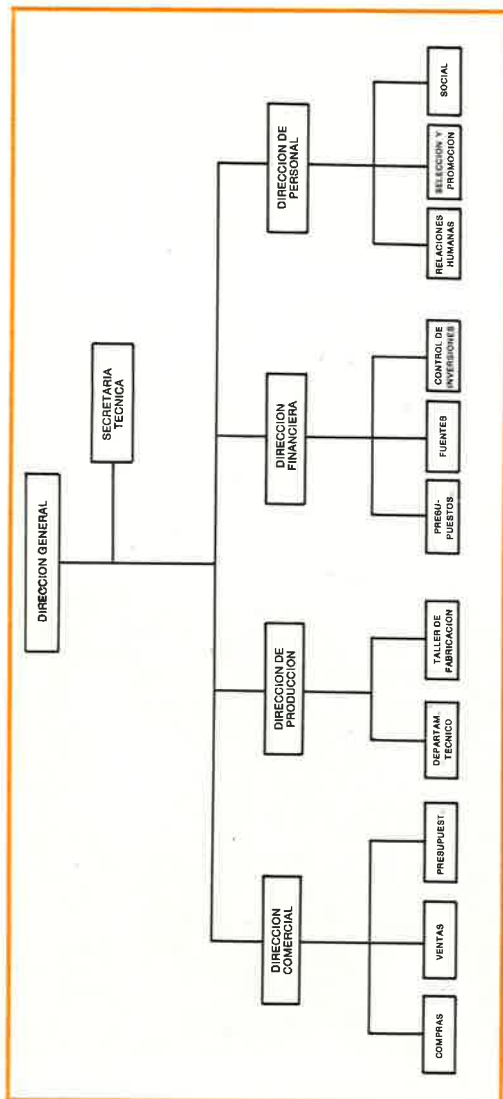 DIRECCION GENERAL
SECRETARIA
TECNICA
DIRECCION
COMERCIAL
DIRECCION DE
PRODUCCION
DIRECCION
FINANCIERA
DIRECCION DE
PERSONAL
COMPRAS
VENTAS
PRESUPUEST.
DEPARTAM.
TECNICO
TALLER DE
FABRICACION
PRESU-
PUESTOS
FUENTES
CONTROL DE
INVERSIONES
RELACIONES
HUMANAS
SELECCION Y
PROMOCION
SOCIAL